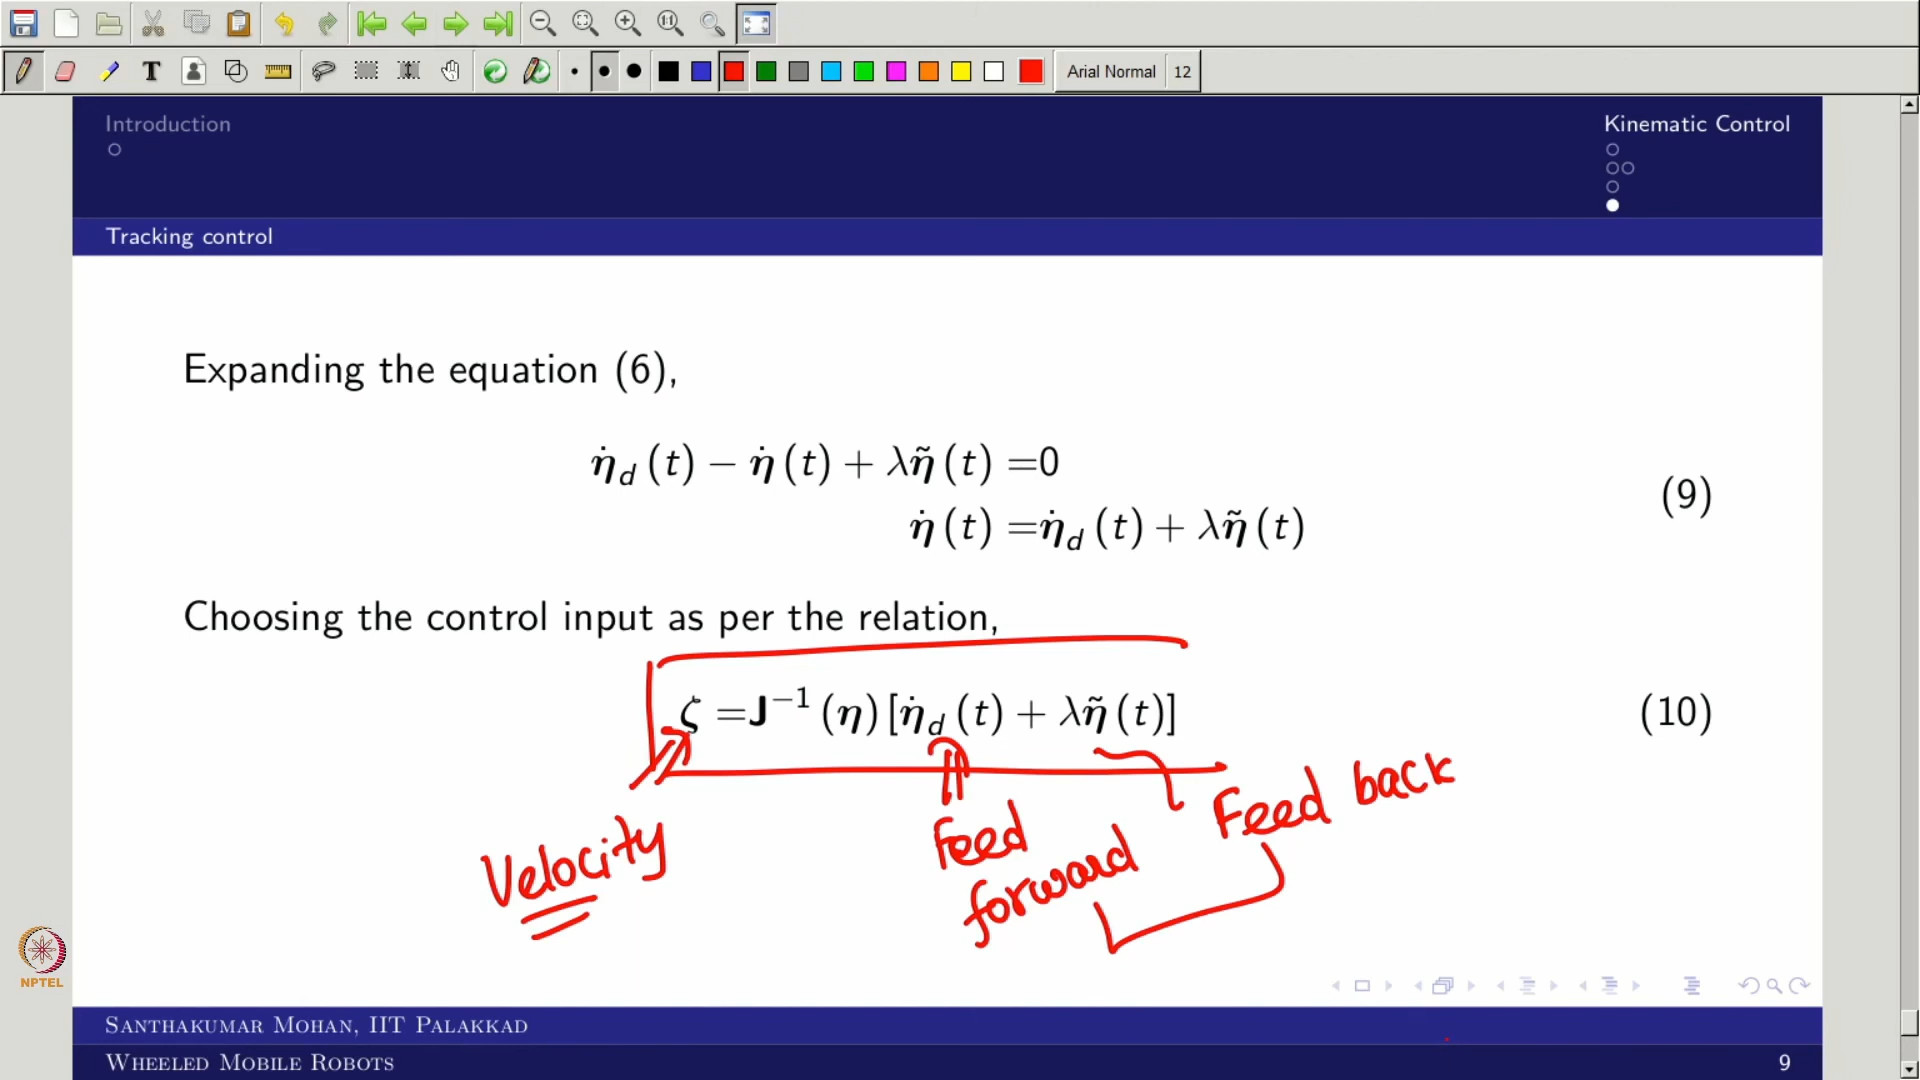 Arial Normal 12
Introduction
Kinematic Control
Tracking control
Expanding the equation (6),
η̇_d (t) − η̇ (t) + λη̃ (t) =0
η̇ (t) =η̇_d (t) + λη̃ (t)
(9)
Choosing the control input as per the relation,
ζ =J⁻¹ (η) [η̇_d (t) + λη̃ (t)]
(10)
Velocity
Feed
forward
Feed back
NPTEL
Santhakumar Mohan, IIT Palakkad
Wheeled Mobile Robots
9